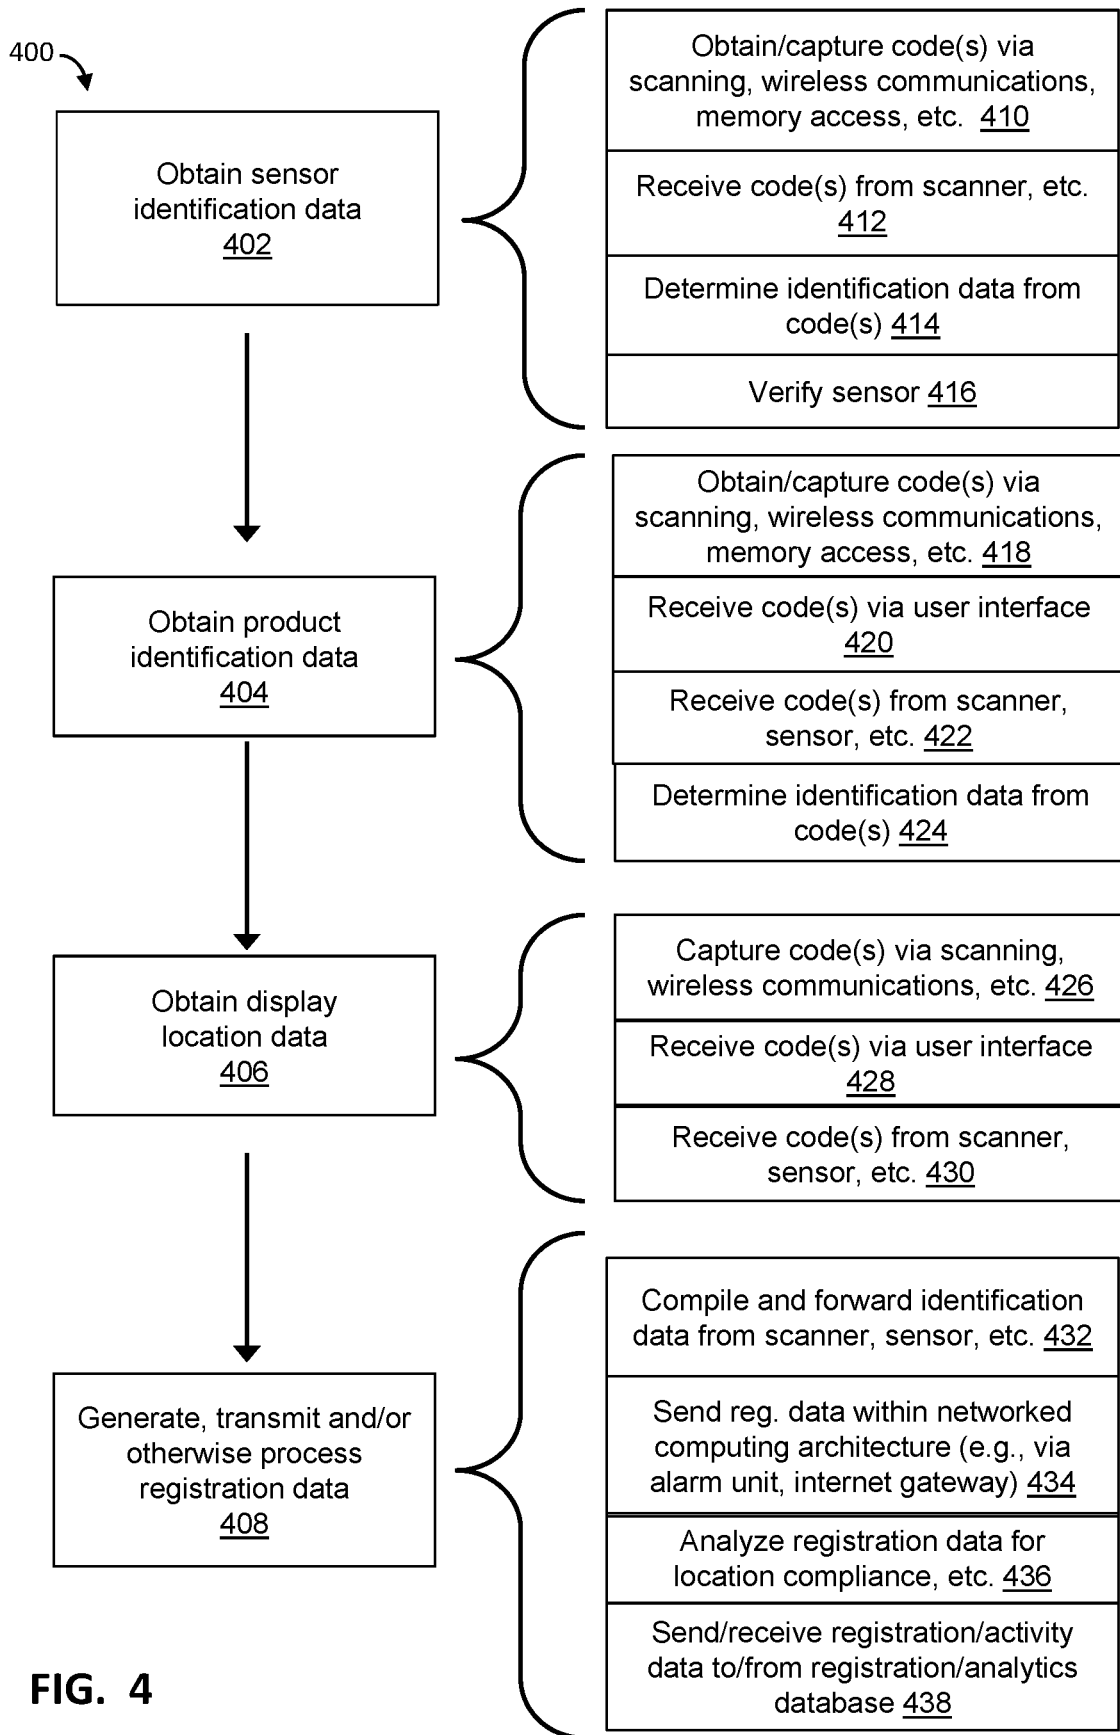 400
Obtain sensor
identification data
402
Obtain/capture code(s) via
scanning, wireless communications,
memory access, etc. 410
Receive code(s) from scanner, etc.
412
Determine identification data from
code(s) 414
Verify sensor 416
Obtain product
identification data
404
Obtain/capture code(s) via
scanning, wireless communications,
memory access, etc. 418
Receive code(s) via user interface
420
Receive code(s) from scanner,
sensor, etc. 422
Determine identification data from
code(s) 424
Obtain display
location data
406
Capture code(s) via scanning,
wireless communications, etc. 426
Receive code(s) via user interface
428
Receive code(s) from scanner,
sensor, etc. 430
Generate, transmit and/or
otherwise process
registration data
408
Compile and forward identification
data from scanner, sensor, etc. 432
Send reg. data within networked
computing architecture (e.g., via
alarm unit, internet gateway) 434
Analyze registration data for
location compliance, etc. 436
Send/receive registration/activity
data to/from registration/analytics
database 438
FIG. 4